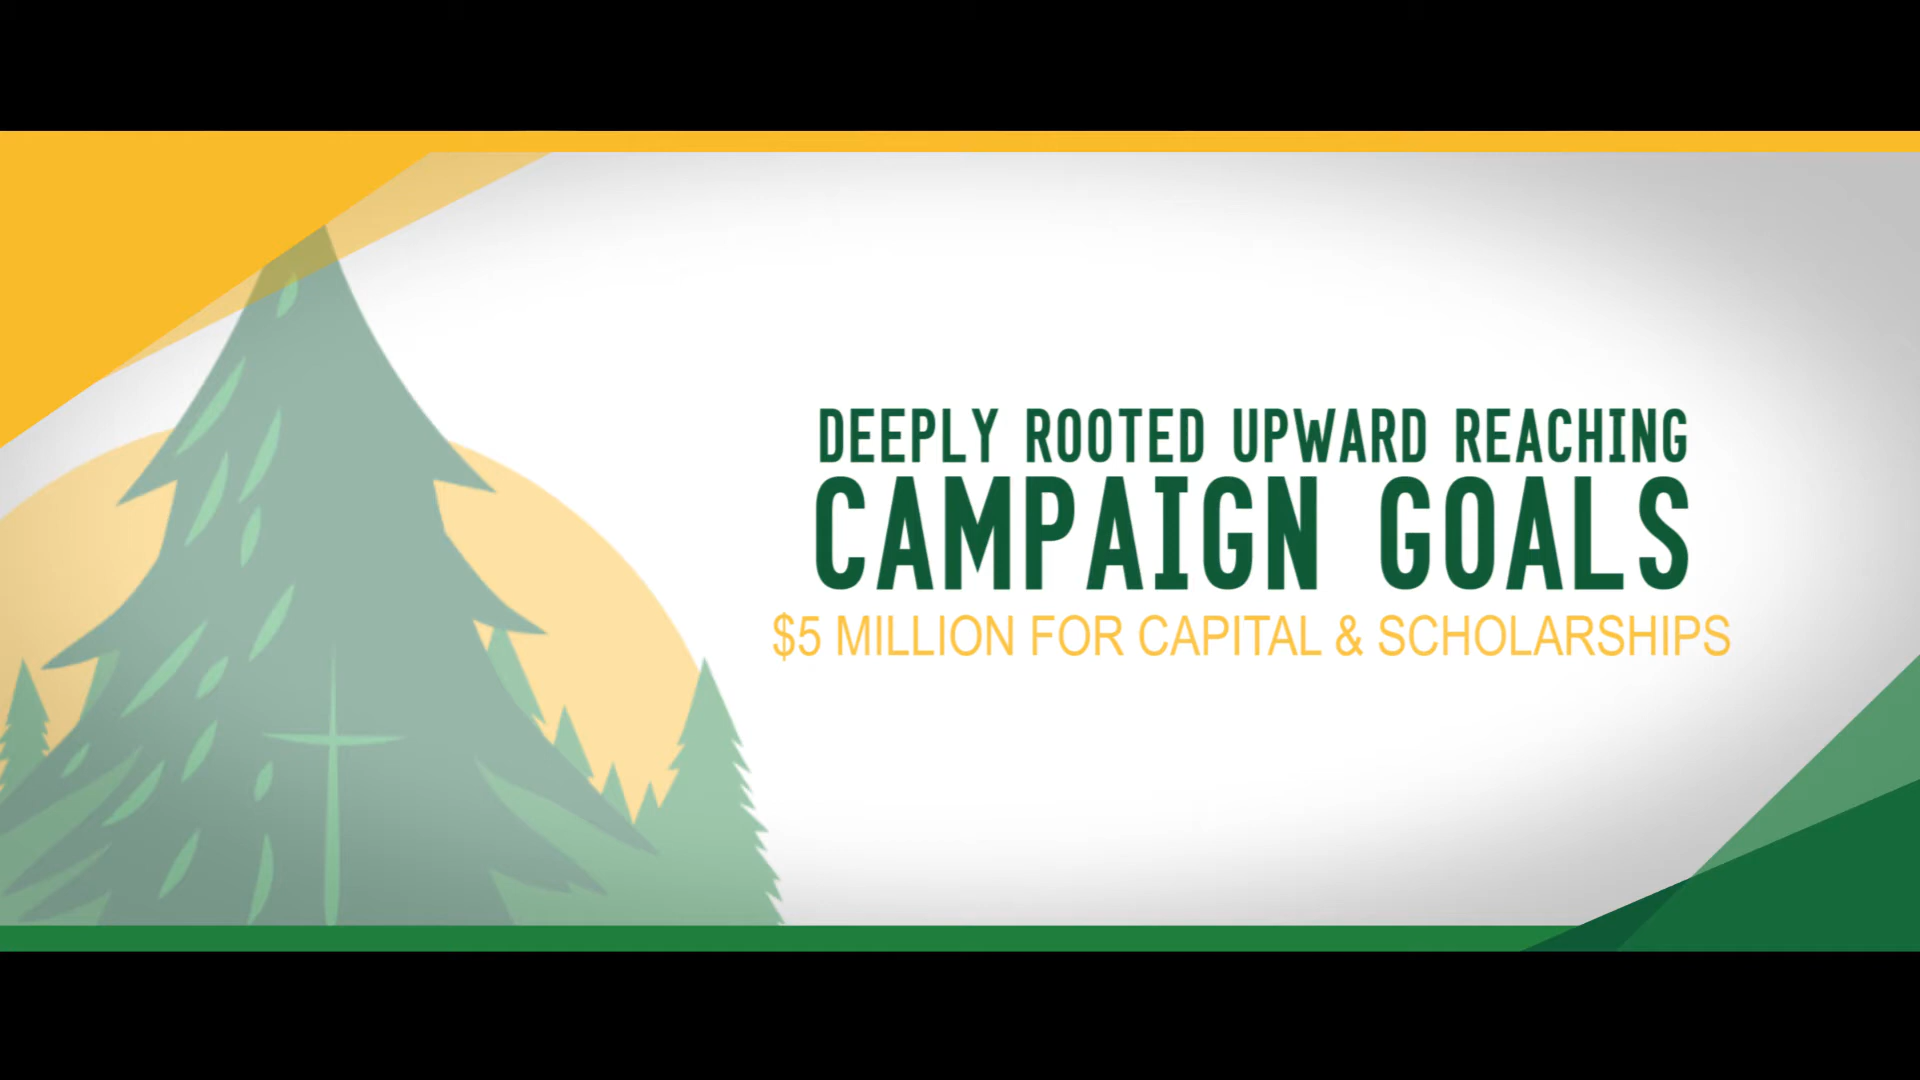 DEEPLY ROOTED UPWARD REACHING
CAMPAIGN GOALS
$5 MILLION FOR CAPITAL & SCHOLARSHIPS